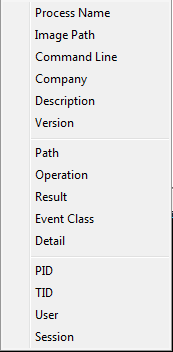 Process Name
Image Path
Command Line
Company
Description
Version
Path
Operation
Result
Event Class
Detail
PID
TID
User
Session